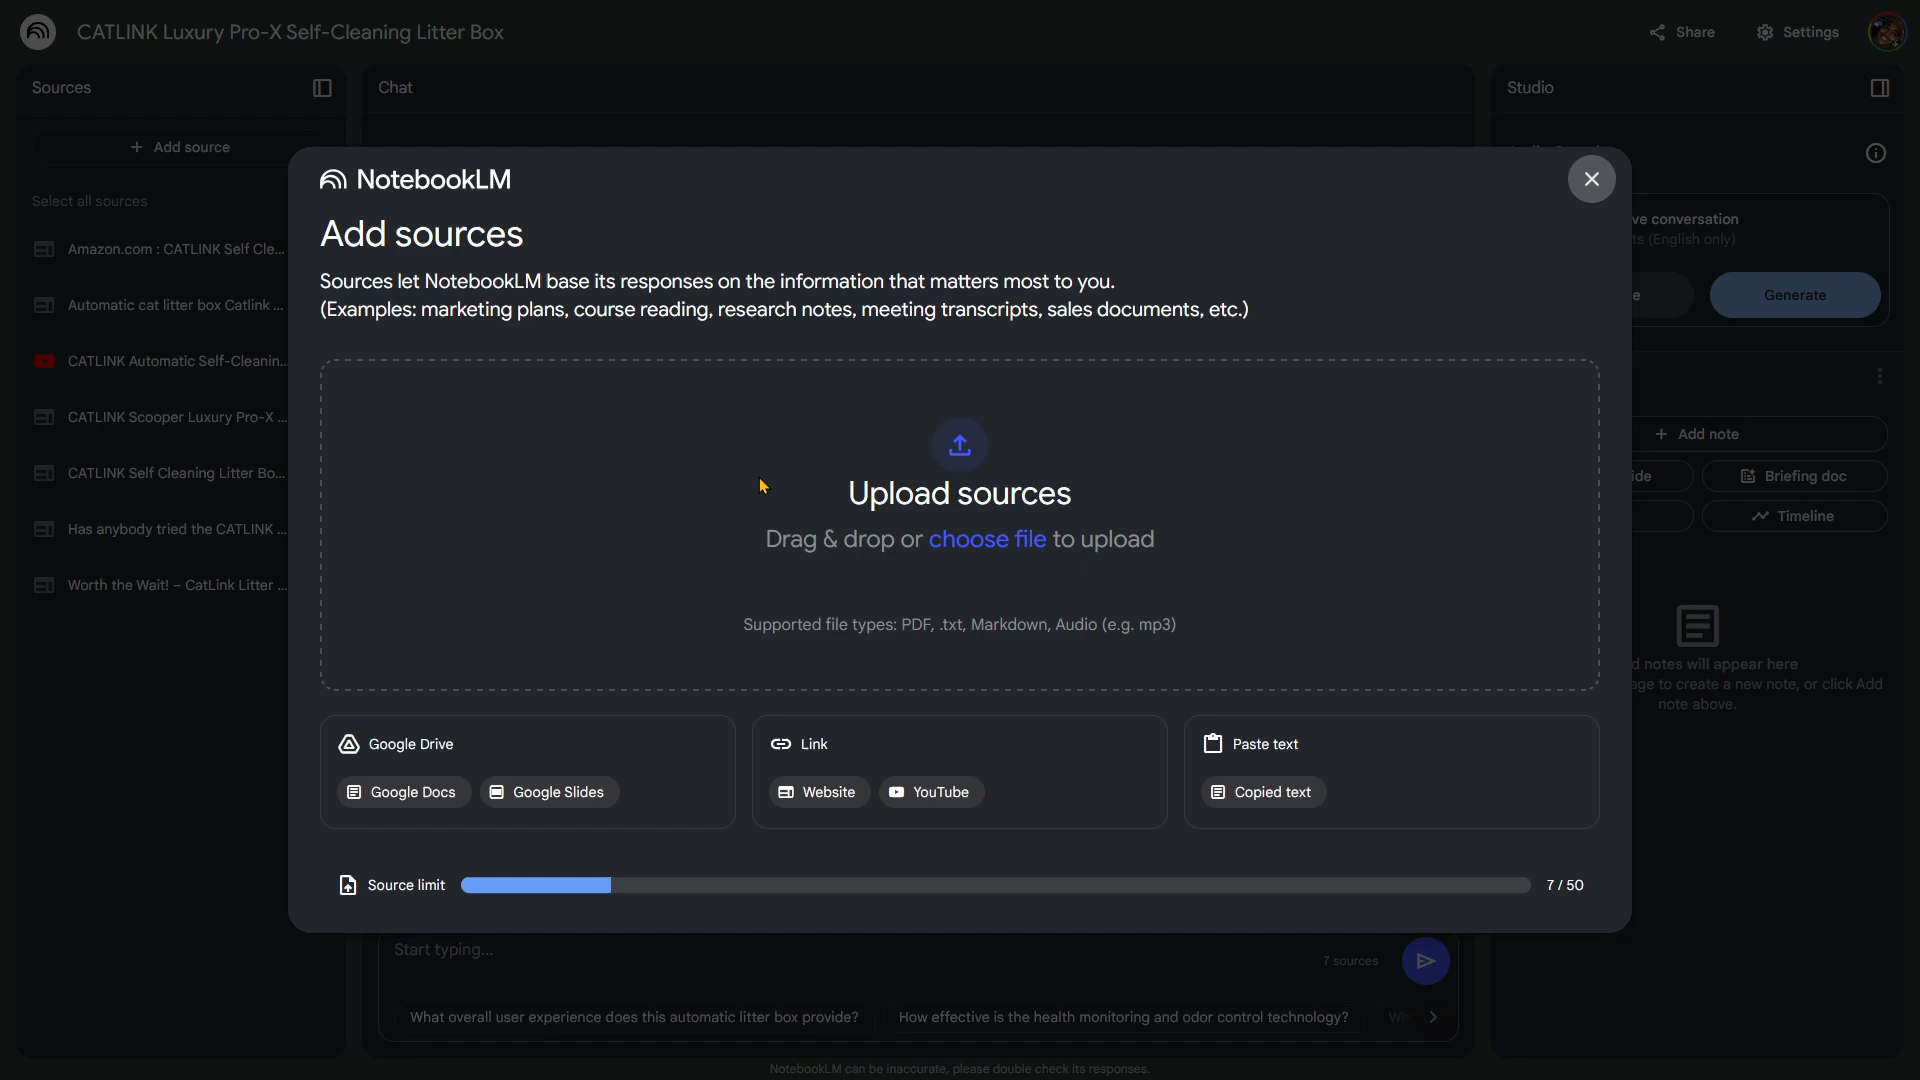 CATLINK Luxury Pro-X Self-Cleaning Litter Box
Share
Settings
Sources
Chat
Studio
+ Add source
Select all sources
Amazon.com : CATLINK Self Cle...
Automatic cat litter box Catlink ...
CATLINK Automatic Self-Cleanin...
CATLINK Scooper Luxury Pro-X ...
CATLINK Self Cleaning Litter Bo...
Has anybody tried the CATLINK ...
Worth the Wait! – CatLink Litter ...
NotebookLM
Add sources
Sources let NotebookLM base its responses on the information that matters most to you.
(Examples: marketing plans, course reading, research notes, meeting transcripts, sales documents, etc.)
Upload sources
Drag & drop or choose file to upload
Supported file types: PDF, .txt, Markdown, Audio (e.g. mp3)
Google Drive
Google Docs
Google Slides
Link
Website
YouTube
Paste text
Copied text
Source limit
7 / 50
Start typing...
7 sources
What overall user experience does this automatic litter box provide?
How effective is the health monitoring and odor control technology?
NotebookLM can be inaccurate, please double check its responses.
conversation
(English only)
Generate
+ Add note
Briefing doc
Timeline
notes will appear here
to create a new note, or click Add
note above.